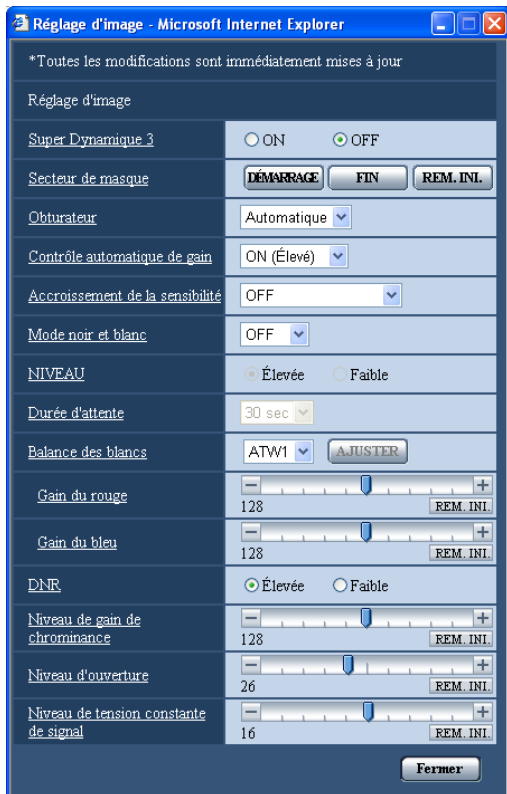 Réglage d'image - Microsoft Internet Explorer
*Toutes les modifications sont immédiatement mises à jour
Réglage d'image
Super Dynamique 3 ON OFF
Secteur de masque DÉMARRAGE FIN REM. INI.
Obturateur Automatique
Contrôle automatique de gain ON (Élevé)
Accroissement de la sensibilité OFF
Mode noir et blanc OFF
NIVEAU Élevée Faible
Durée d'attente 30 sec
Balance des blancs ATW1 AJUSTER
Gain du rouge
128 REM. INI.
Gain du bleu
128 REM. INI.
DNR Élevée Faible
Niveau de gain de
chrominance
128 REM. INI.
Niveau d'ouverture
26 REM. INI.
Niveau de tension constante
de signal
16 REM. INI.
Fermer